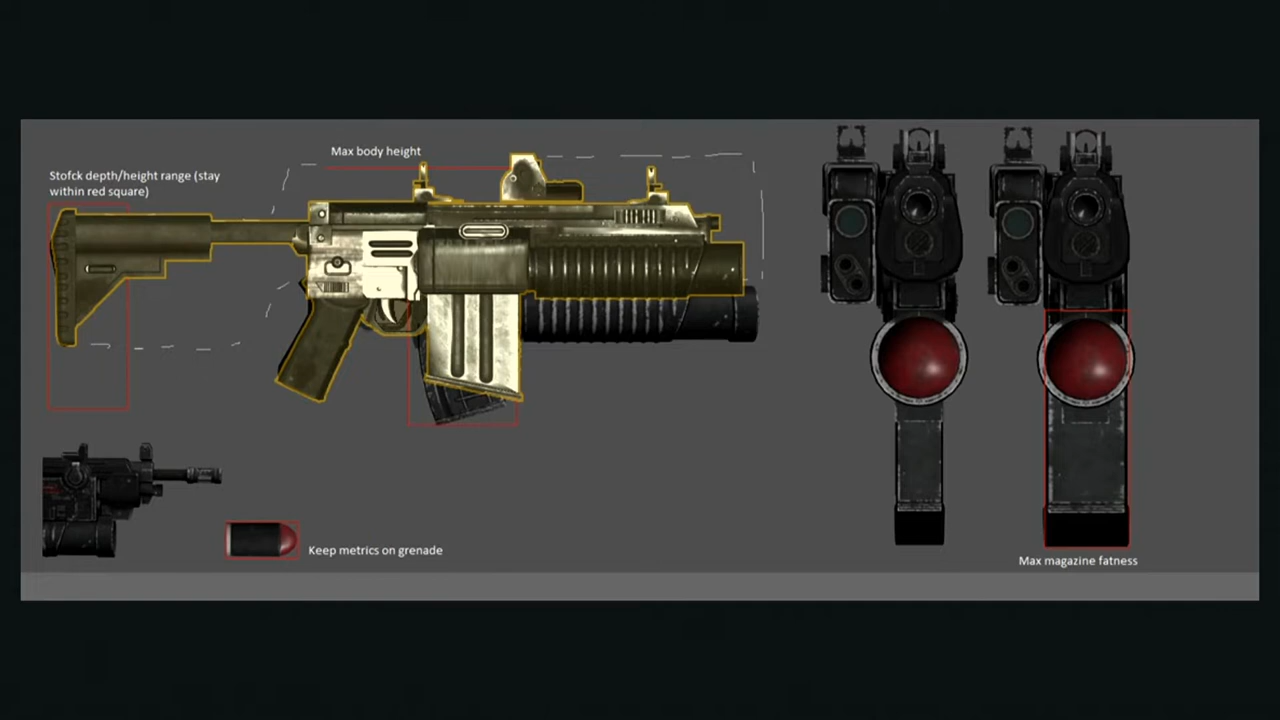 Max body height
Stofck depth/height range (stay
within red square)
Keep metrics on grenade
Max magazine fatness